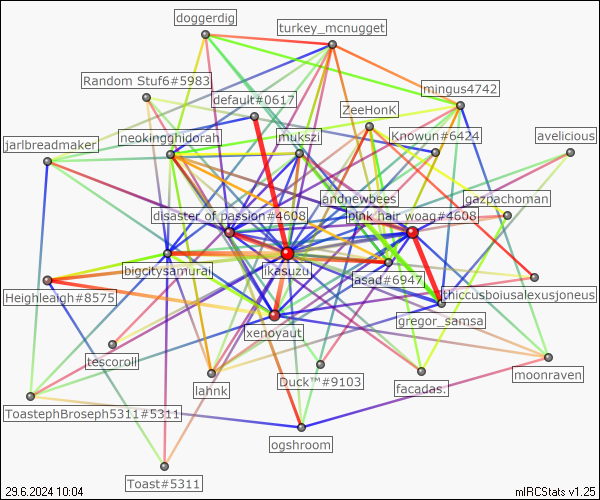 doggerdig
turkey_mcnugget
Random Stuf6#5983
mingus4742
default#0617
ZeeHonK
neokingghidorah
mukszi
Knowun#6424
avelicious
jarlbreadmaker
andnewbees
gazpachoman
disaster of passion#4608
pink hair woag#4608
bigcitysamurai
ikasuzu
asad#6947
thiccusboiusalexusjoneus
Heighleaigh#8575
gregor_samsa
xenoyaut
tescoroll
lahnk
Duck™#9103
facadas.
moonraven
ToastephBroseph5311#5311
ogshroom
Toast#5311
29.6.2024 10:04
mIRCStats v1.25